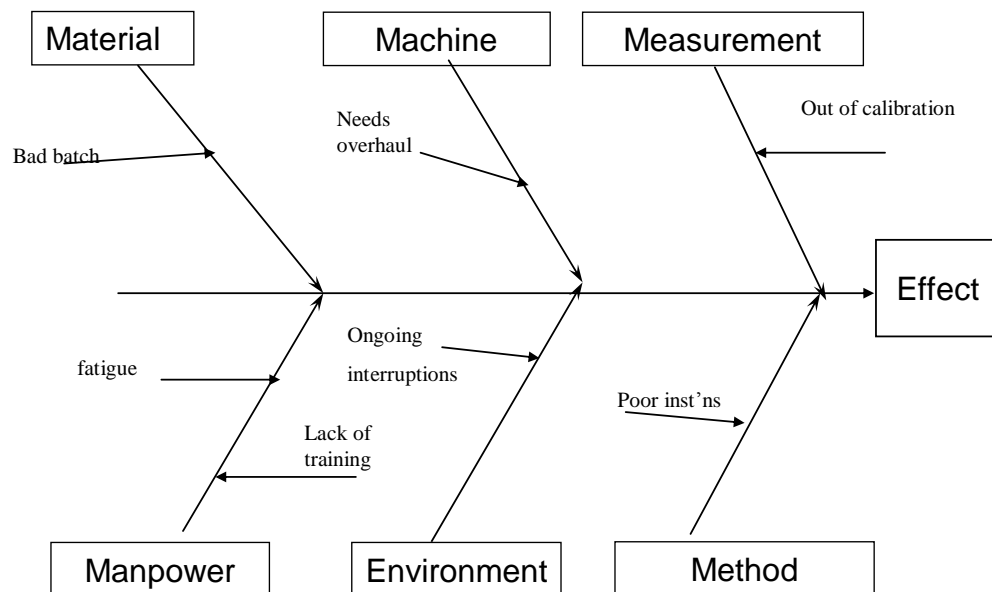 Material
Machine
Measurement
Needs
overhaul
Out of calibration
Bad batch
Effect
Ongoing
interruptions
fatigue
Poor inst’ns
Lack of
training
Manpower
Environment
Method